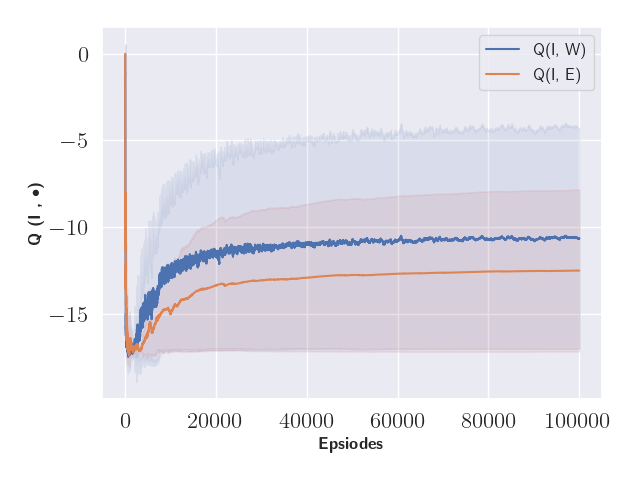 Q(I, W)
Q(I, E)
0
−5
−10
−15
Q (I , •)
0 20000 40000 60000 80000 100000
Epsiodes